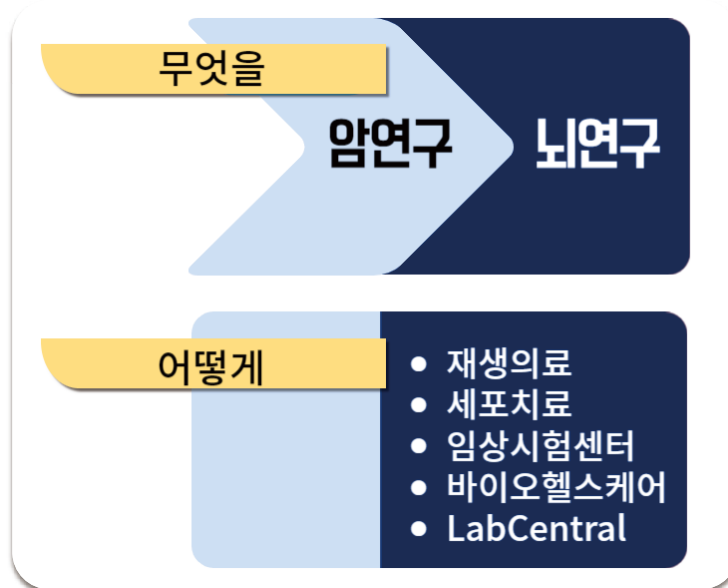 무엇을
암연구
뇌연구
어떻게
• 재생의료
• 세포치료
• 임상시험센터
• 바이오헬스케어
• LabCentral